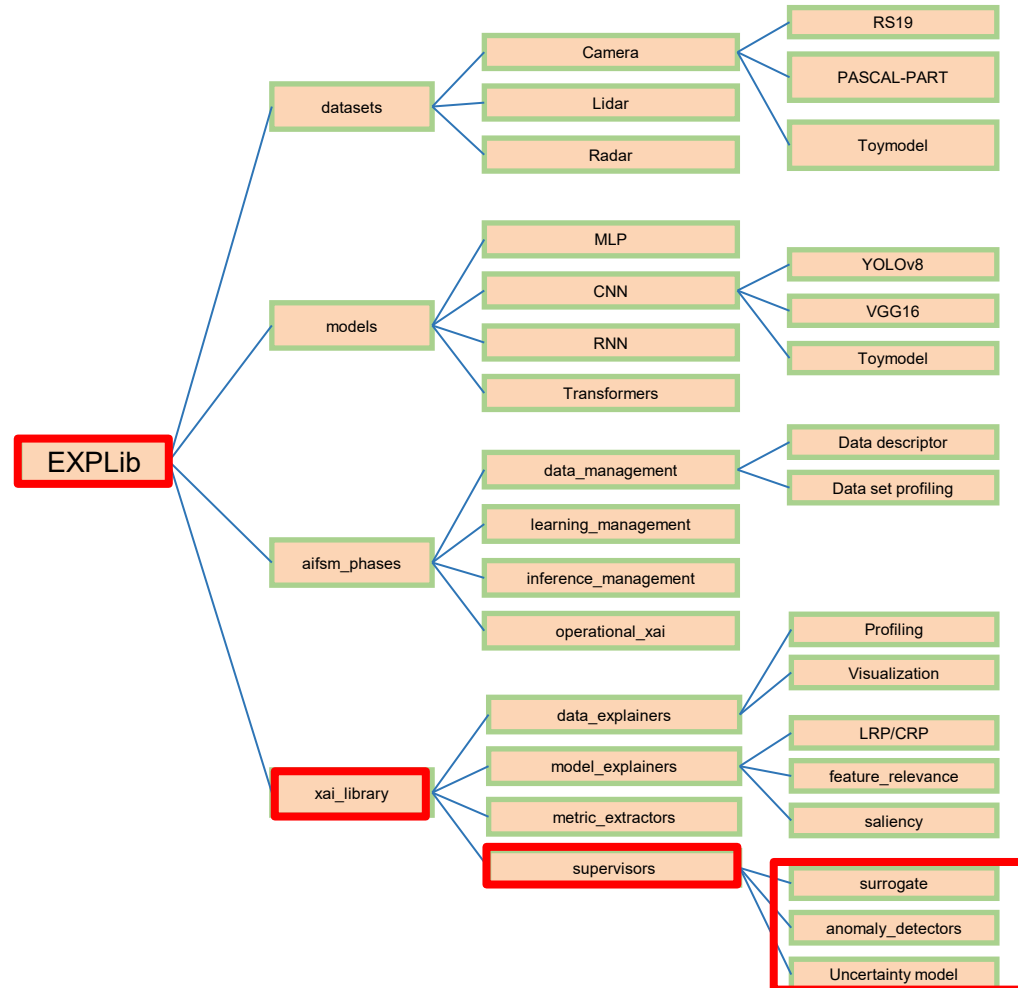 EXPLib
datasets
Camera
RS19
PASCAL-PART
Toymodel
Lidar
Radar
models
MLP
CNN
YOLOv8
VGG16
Toymodel
RNN
Transformers
aifsm_phases
data_management
Data descriptor
Data set profiling
learning_management
inference_management
operational_xai
xai_library
data_explainers
Profiling
Visualization
model_explainers
LRP/CRP
feature_relevance
saliency
metric_extractors
supervisors
surrogate
anomaly_detectors
Uncertainty model